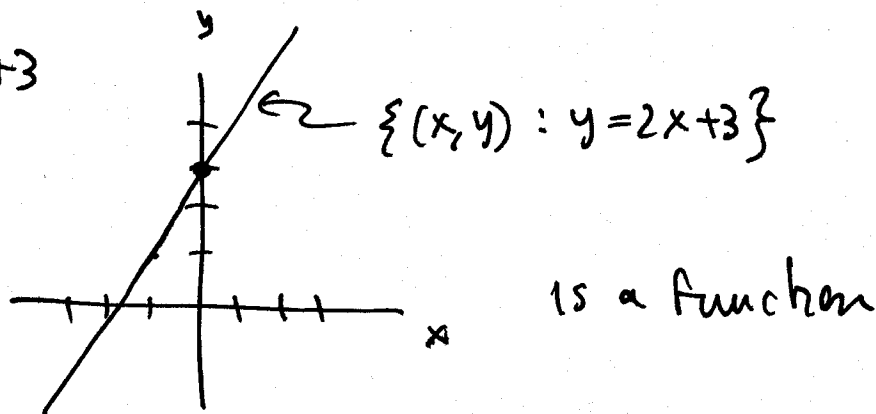 y
+3
{(x,y) : y=2x+3}
is a function
x